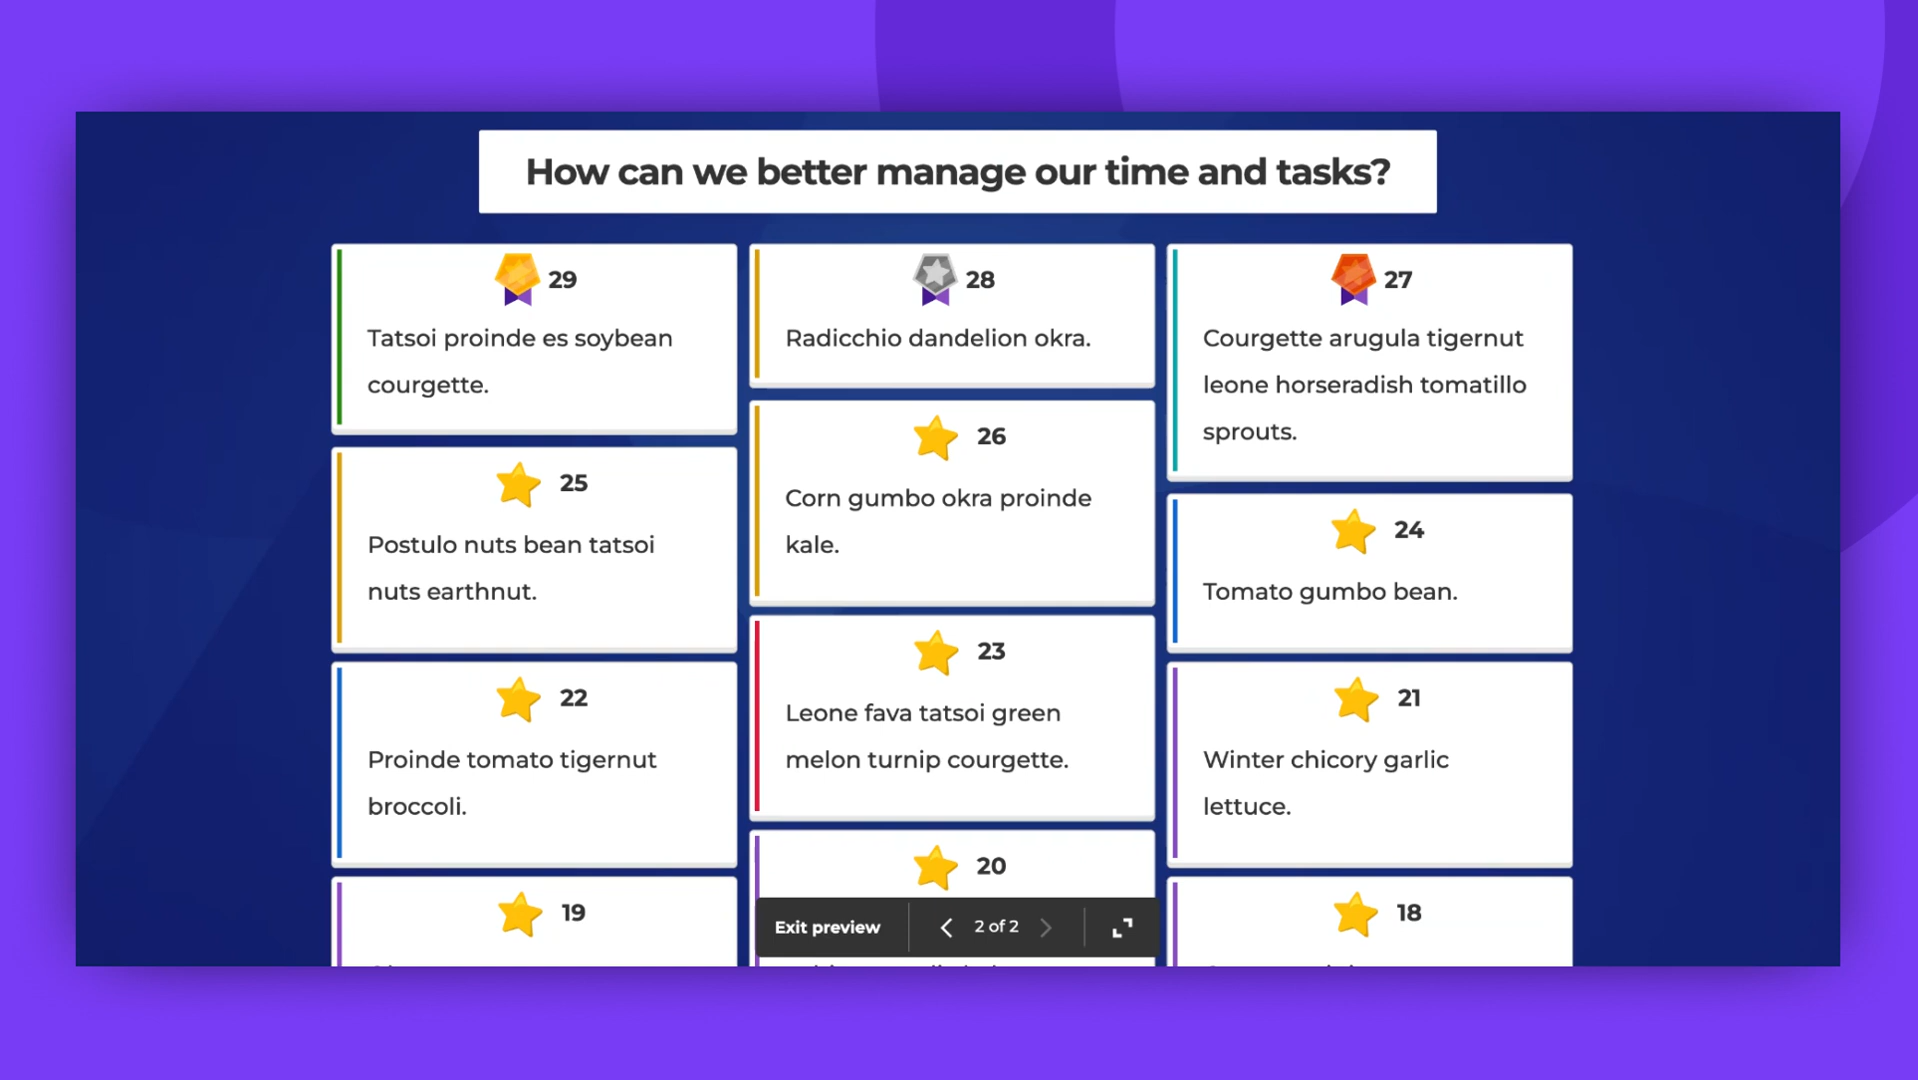 How can we better manage our time and tasks?
29
Tatsoi proinde es soybean
courgette.
28
Radicchio dandelion okra.
27
Courgette arugula tigernut
leone horseradish tomatillo
sprouts.
25
Postulo nuts bean tatsoi
nuts earthnut.
26
Corn gumbo okra proinde
kale.
24
Tomato gumbo bean.
22
Proinde tomato tigernut
broccoli.
23
Leone fava tatsoi green
melon turnip courgette.
21
Winter chicory garlic
lettuce.
19
20
18
Exit preview
2 of 2